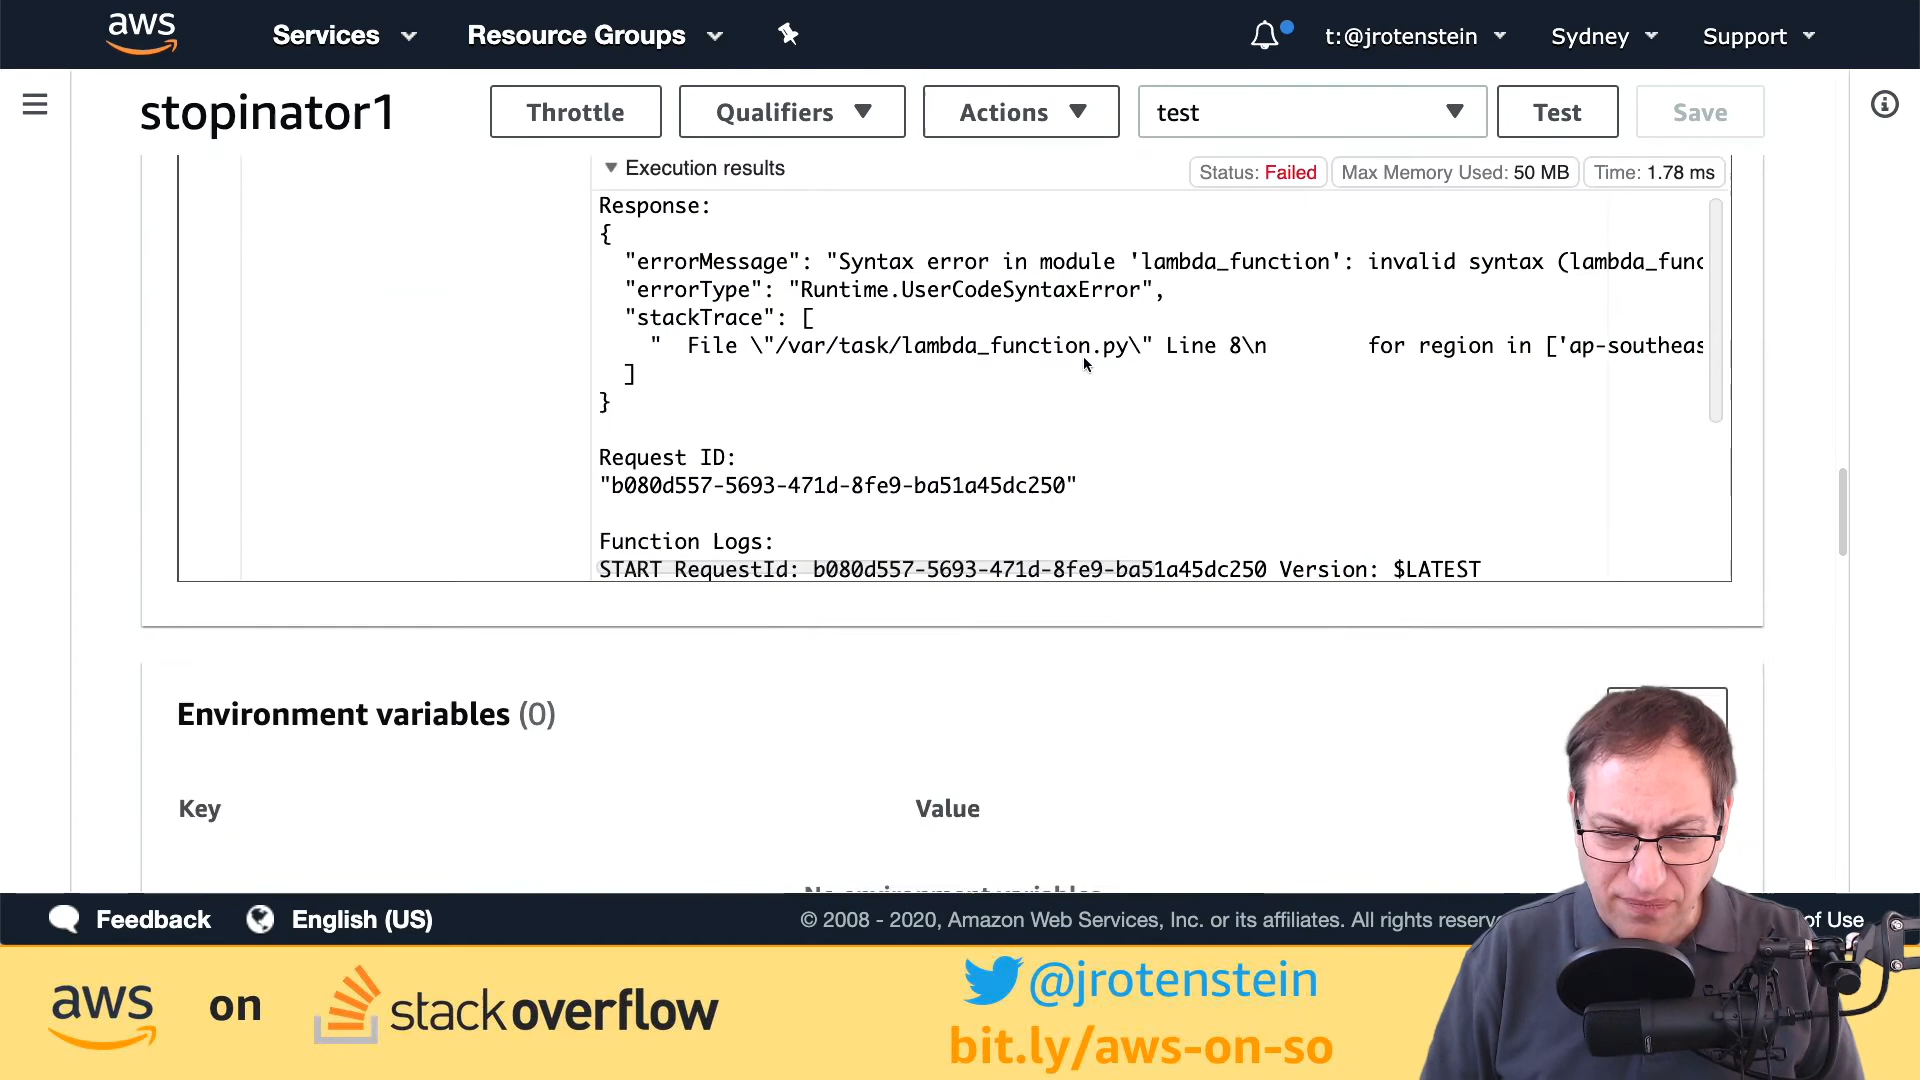 aws Services Resource Groups t:@jrotenstein Sydney Support
stopinator1 Throttle Qualifiers Actions test Test Save
Execution results Status: Failed Max Memory Used: 50 MB Time: 1.78 ms
Response:
{
"errorMessage": "Syntax error in module 'lambda_function': invalid syntax (lambda_func
"errorType": "Runtime.UserCodeSyntaxError",
"stackTrace": [
" File \"/var/task/lambda_function.py\" Line 8\n for region in ['ap-southeas
]
}
Request ID:
"b080d557-5693-471d-8fe9-ba51a45dc250"
Function Logs:
START RequestId: b080d557-5693-471d-8fe9-ba51a45dc250 Version: $LATEST
Environment variables (0)
Key Value
No environment variables
Feedback English (US) © 2008 - 2020, Amazon Web Services, Inc. or its affiliates. All rights reserv of Use
aws on stackoverflow
@jrotenstein
bit.ly/aws-on-so